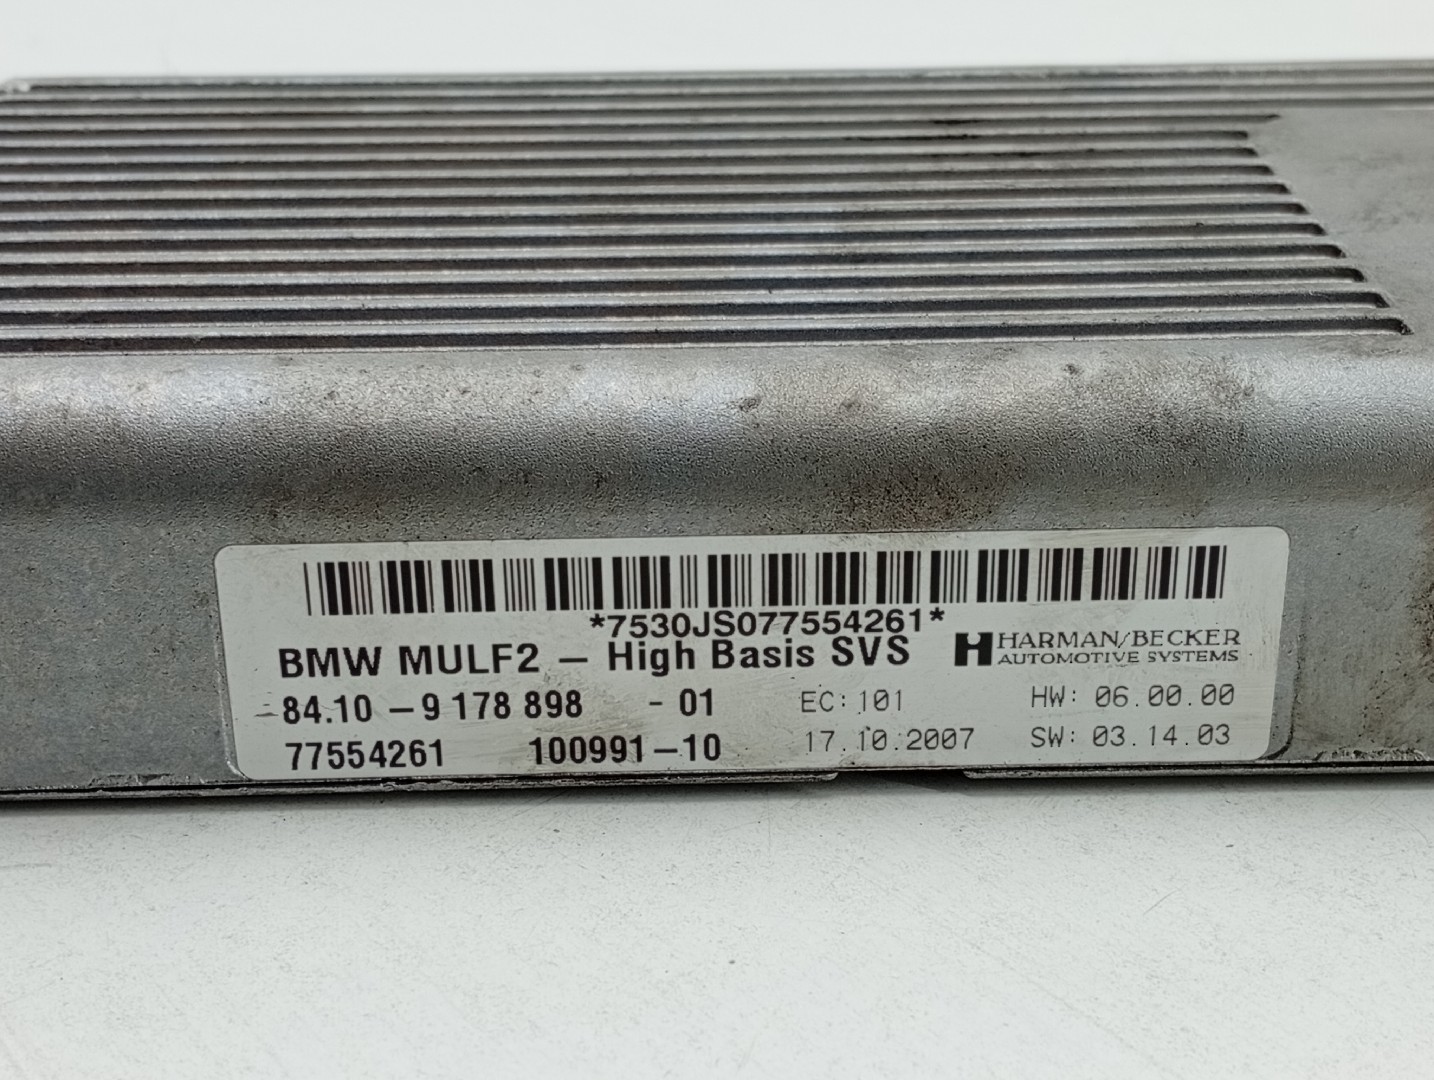 *7530JS077554261*
BMW MULF2 – High Basis SVS
HARMAN/BECKER
AUTOMOTIVE SYSTEMS
84.10 – 9 178 898 - 01 EC: 101 HW: 06.00.00
77554261 100991-10 17.10.2007 SW: 03.14.03